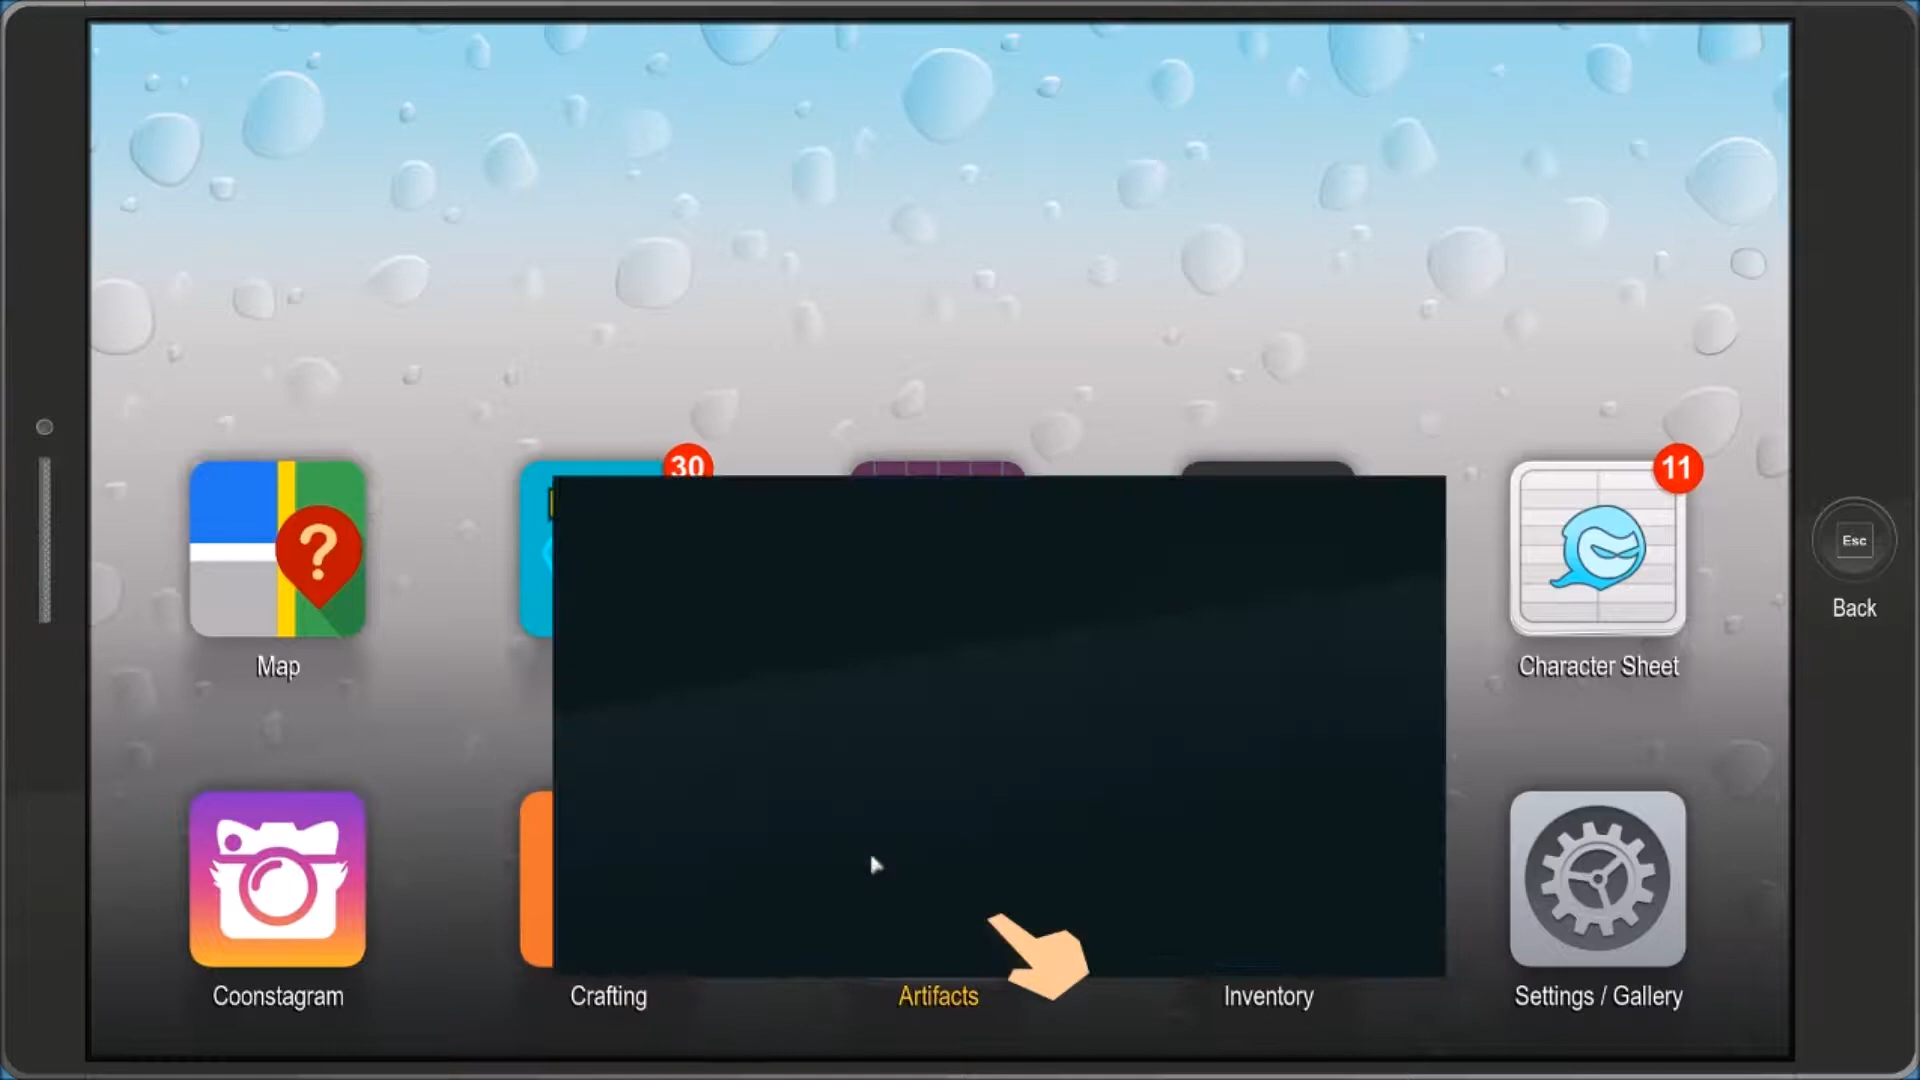 30
11
?
Esc
Map
Character Sheet
Back
Coonstagram
Crafting
Artifacts
Inventory
Settings / Gallery